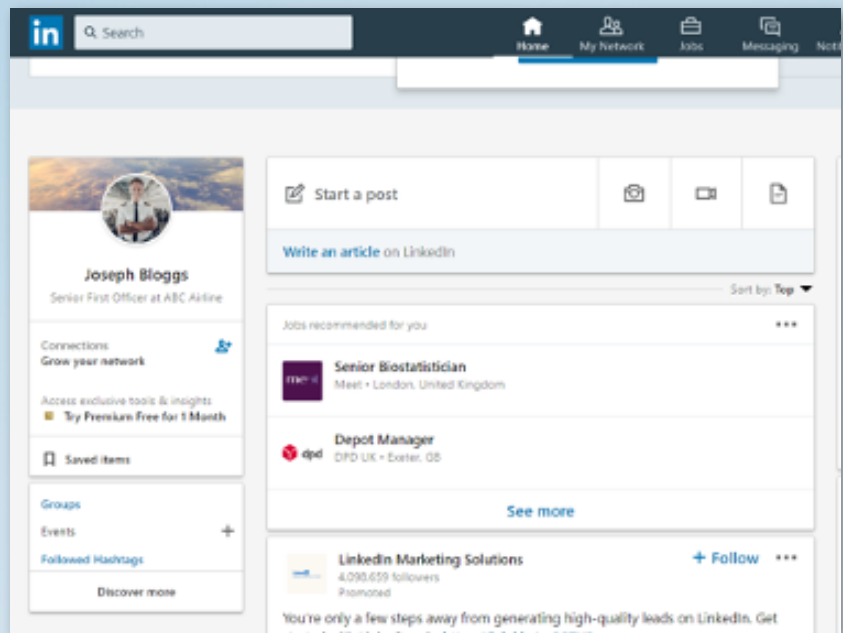 in
Search
Home
My Network
Jobs
Messaging
Joseph Bloggs
Senior First Officer at ABC Airline
Connections
Grow your network
Access exclusive tools & insights
Try Premium Free for 1 Month
Saved items
Groups
Events
Followed Hashtags
Discover more
Start a post
Write an article on LinkedIn
Sort by: Top
Jobs recommended for you
Senior Biostatistician
Meet • London, United Kingdom
dpd
Depot Manager
DPD UK • Exeter, GB
See more
LinkedIn Marketing Solutions
4,098,659 followers
Promoted
+ Follow
You're only a few steps away from generating high-quality leads on LinkedIn. Get